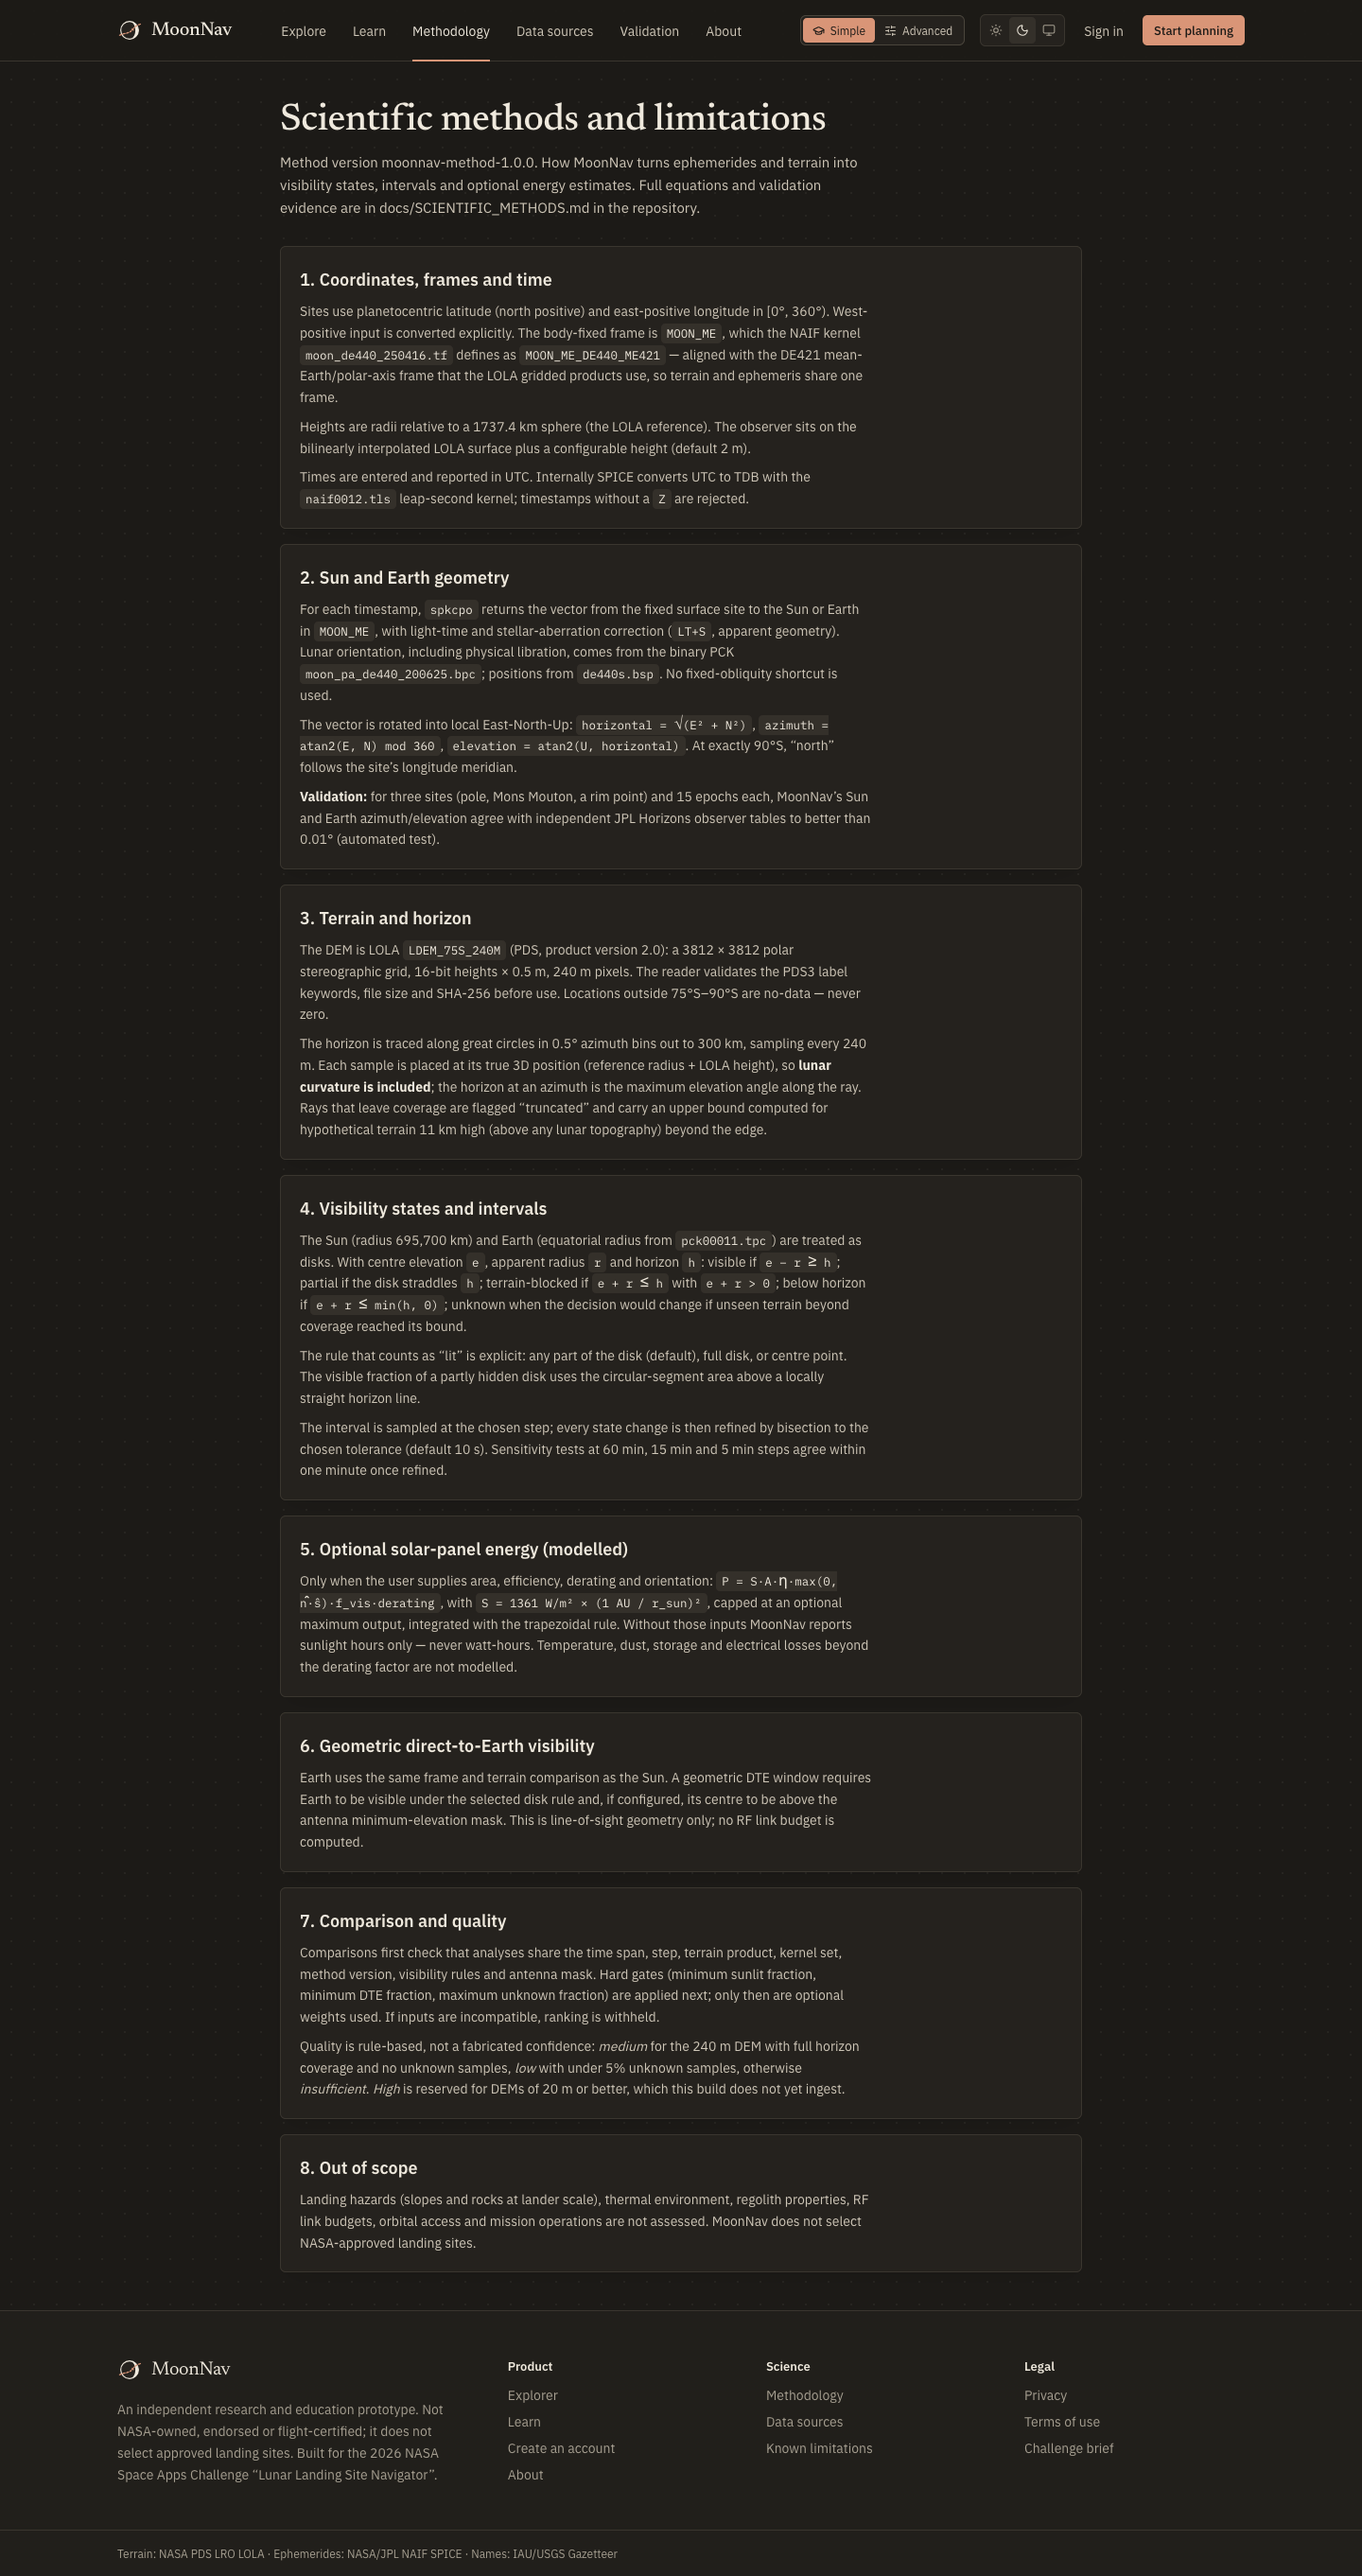 MoonNav
Explore
Learn
Methodology
Data sources
Validation
About
Simple
Advanced
Sign in
Start planning
Scientific methods and limitations
Method version moonnav-method-1.0.0. How MoonNav turns ephemerides and terrain into
visibility states, intervals and optional energy estimates. Full equations and validation
evidence are in docs/SCIENTIFIC_METHODS.md in the repository.
1. Coordinates, frames and time
Sites use planetocentric latitude (north positive) and east-positive longitude in [0°, 360°). West-
positive input is converted explicitly. The body-fixed frame is MOON_ME, which the NAIF kernel
moon_de440_250416.tf defines as MOON_ME_DE440_ME421 — aligned with the DE421 mean-
Earth/polar-axis frame that the LOLA gridded products use, so terrain and ephemeris share one
frame.
Heights are radii relative to a 1737.4 km sphere (the LOLA reference). The observer sits on the
bilinearly interpolated LOLA surface plus a configurable height (default 2 m).
Times are entered and reported in UTC. Internally SPICE converts UTC to TDB with the
naif0012.tls leap-second kernel; timestamps without a Z are rejected.
2. Sun and Earth geometry
For each timestamp, spkcpo returns the vector from the fixed surface site to the Sun or Earth
in MOON_ME, with light-time and stellar-aberration correction (LT+S, apparent geometry).
Lunar orientation, including physical libration, comes from the binary PCK
moon_pa_de440_200625.bpc; positions from de440s.bsp. No fixed-obliquity shortcut is
used.
The vector is rotated into local East-North-Up: horizontal = √(E² + N²), azimuth =
atan2(E, N) mod 360, elevation = atan2(U, horizontal). At exactly 90°S, “north”
follows the site’s longitude meridian.
Validation: for three sites (pole, Mons Mouton, a rim point) and 15 epochs each, MoonNav’s Sun
and Earth azimuth/elevation agree with independent JPL Horizons observer tables to better than
0.01° (automated test).
3. Terrain and horizon
The DEM is LOLA LDEM_75S_240M (PDS, product version 2.0): a 3812 × 3812 polar
stereographic grid, 16-bit heights × 0.5 m, 240 m pixels. The reader validates the PDS3 label
keywords, file size and SHA-256 before use. Locations outside 75°S–90°S are no-data — never
zero.
The horizon is traced along great circles in 0.5° azimuth bins out to 300 km, sampling every 240
m. Each sample is placed at its true 3D position (reference radius + LOLA height), so lunar
curvature is included; the horizon at an azimuth is the maximum elevation angle along the ray.
Rays that leave coverage are flagged “truncated” and carry an upper bound computed for
hypothetical terrain 11 km high (above any lunar topography) beyond the edge.
4. Visibility states and intervals
The Sun (radius 695,700 km) and Earth (equatorial radius from pck00011.tpc) are treated as
disks. With centre elevation e, apparent radius r and horizon h: visible if e − r ≥ h;
partial if the disk straddles h; terrain-blocked if e + r ≤ h with e + r > 0; below horizon
if e + r ≤ min(h, 0); unknown when the decision would change if unseen terrain beyond
coverage reached its bound.
The rule that counts as “lit” is explicit: any part of the disk (default), full disk, or centre point.
The visible fraction of a partly hidden disk uses the circular-segment area above a locally
straight horizon line.
The interval is sampled at the chosen step; every state change is then refined by bisection to the
chosen tolerance (default 10 s). Sensitivity tests at 60 min, 15 min and 5 min steps agree within
one minute once refined.
5. Optional solar-panel energy (modelled)
Only when the user supplies area, efficiency, derating and orientation: P = S·A·η·max(0,
n̂·ŝ)·f_vis·derating, with S = 1361 W/m² × (1 AU / r_sun)², capped at an optional
maximum output, integrated with the trapezoidal rule. Without those inputs MoonNav reports
sunlight hours only — never watt-hours. Temperature, dust, storage and electrical losses beyond
the derating factor are not modelled.
6. Geometric direct-to-Earth visibility
Earth uses the same frame and terrain comparison as the Sun. A geometric DTE window requires
Earth to be visible under the selected disk rule and, if configured, its centre to be above the
antenna minimum-elevation mask. This is line-of-sight geometry only; no RF link budget is
computed.
7. Comparison and quality
Comparisons first check that analyses share the time span, step, terrain product, kernel set,
method version, visibility rules and antenna mask. Hard gates (minimum sunlit fraction,
minimum DTE fraction, maximum unknown fraction) are applied next; only then are optional
weights used. If inputs are incompatible, ranking is withheld.
Quality is rule-based, not a fabricated confidence: medium for the 240 m DEM with full horizon
coverage and no unknown samples, low with under 5% unknown samples, otherwise
insufficient. High is reserved for DEMs of 20 m or better, which this build does not yet ingest.
8. Out of scope
Landing hazards (slopes and rocks at lander scale), thermal environment, regolith properties, RF
link budgets, orbital access and mission operations are not assessed. MoonNav does not select
NASA-approved landing sites.
MoonNav
An independent research and education prototype. Not
NASA-owned, endorsed or flight-certified; it does not
select approved landing sites. Built for the 2026 NASA
Space Apps Challenge “Lunar Landing Site Navigator”.
Product
Explorer
Learn
Create an account
About
Science
Methodology
Data sources
Known limitations
Legal
Privacy
Terms of use
Challenge brief
Terrain: NASA PDS LRO LOLA · Ephemerides: NASA/JPL NAIF SPICE · Names: IAU/USGS Gazetteer